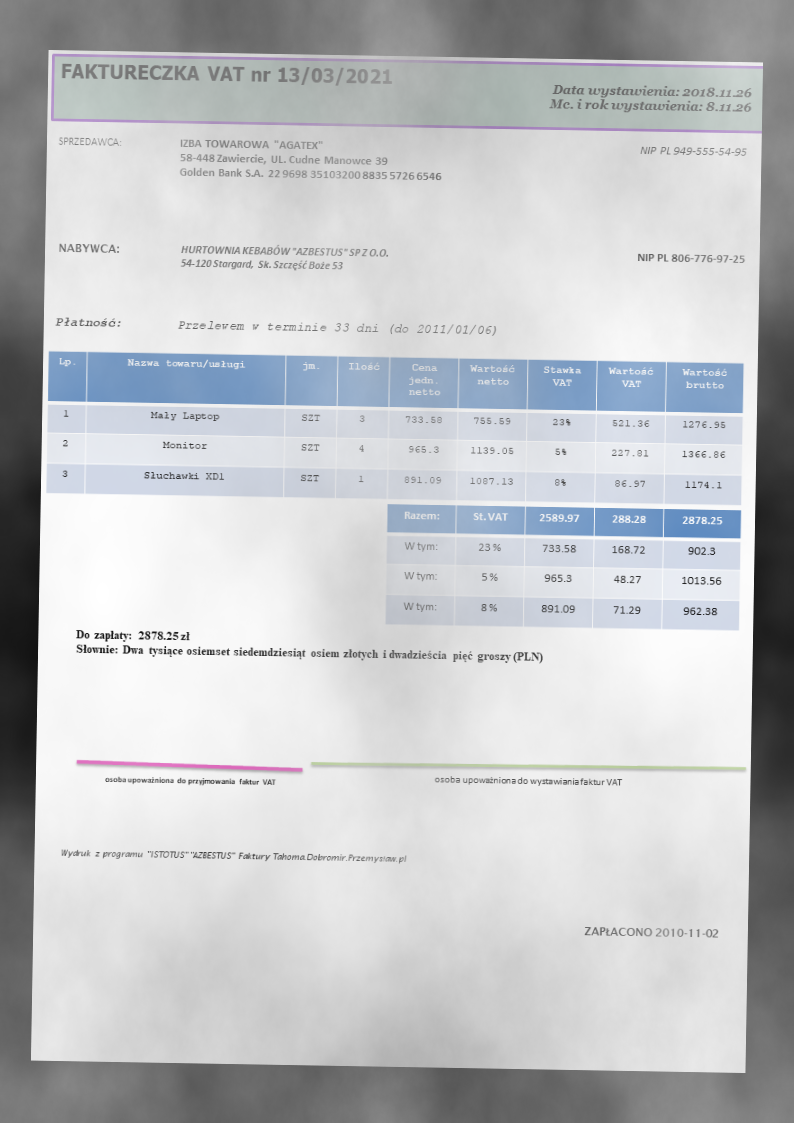 FAKTURECZKA VAT nr 13/03/2021
Data wystawienia: 2018.11.26
Mc. i rok wystawienia: 8.11.26
SPRZEDAWCA: IZBA TOWAROWA "AGATEX" NIP PL 949-555-54-95
58-448 Zawiercie, UL. Cudne Manowce 39
Golden Bank S.A. 22 9698 3510 3200 8835 5726 6546
NABYWCA: HURTOWNIA KEBABÓW "AZBESTUS" SP Z O.O. NIP PL 806-776-97-25
54-120 Stargard, Sk. Szczęść Boże 53
Płatność: Przelewem w terminie 33 dni (do 2011/01/06)
Lp. Nazwa towaru/usługi jm. Ilość Cena jedn. netto Wartość netto Stawka VAT Wartość VAT Wartość brutto
1 Mały Laptop SZT 3 733.58 755.59 23% 521.36 1276.95
2 Monitor SZT 4 965.3 1139.05 5% 227.81 1366.86
3 Słuchawki XD1 SZT 1 891.09 1087.13 8% 86.97 1174.1
Razem: St. VAT 2589.97 288.28 2878.25
W tym: 23 % 733.58 168.72 902.3
W tym: 5 % 965.3 48.27 1013.56
W tym: 8 % 891.09 71.29 962.38
Do zapłaty: 2878.25 zł
Słownie: Dwa tysiące osiemset siedemdziesiąt osiem złotych i dwadzieścia pięć groszy (PLN)
osoba upoważniona do przyjmowania faktur VAT osoba upoważniona do wystawiania faktur VAT
Wydruk z programu "ISTOTUS" "AZBESTUS" Faktury Tahoma.Dobromir.Przemysław.pl
ZAPŁACONO 2010-11-02